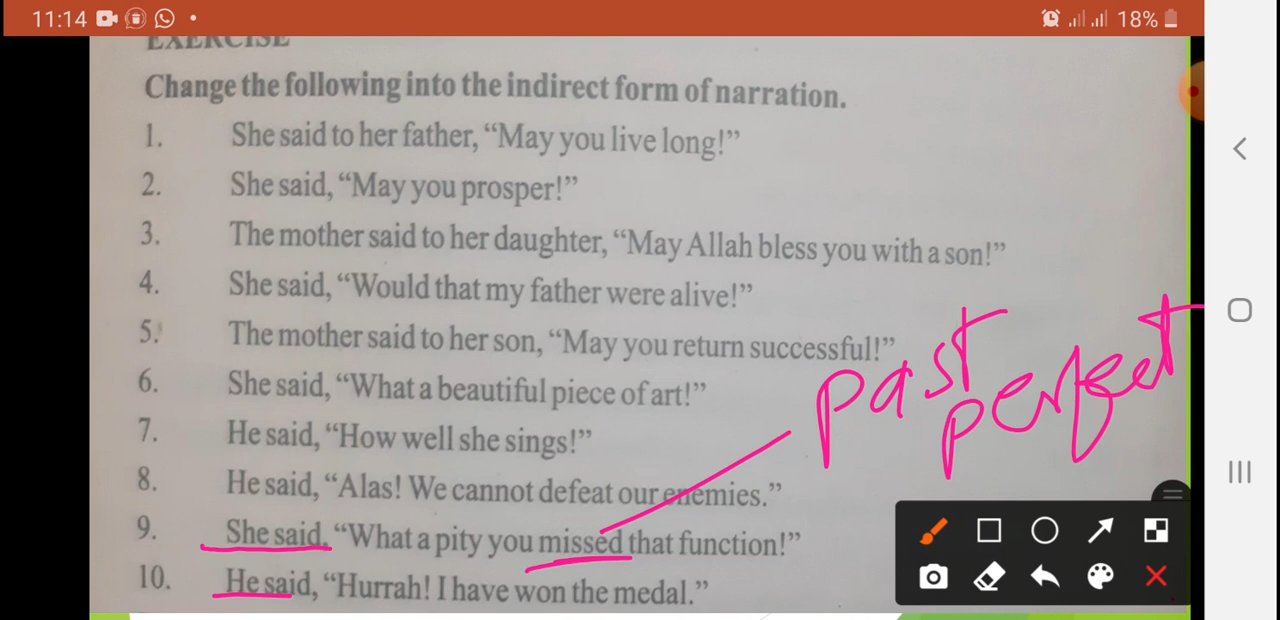 11:14 18%
EXERCISE
Change the following into the indirect form of narration.
1. She said to her father, “May you live long!”
2. She said, “May you prosper!”
3. The mother said to her daughter, “May Allah bless you with a son!”
4. She said, “Would that my father were alive!”
5. The mother said to her son, “May you return successful!”
6. She said, “What a beautiful piece of art!”
7. He said, “How well she sings!”
8. He said, “Alas! We cannot defeat our enemies.”
9. She said, “What a pity you missed that function!”
10. He said, “Hurrah! I have won the medal.”
past
perfect